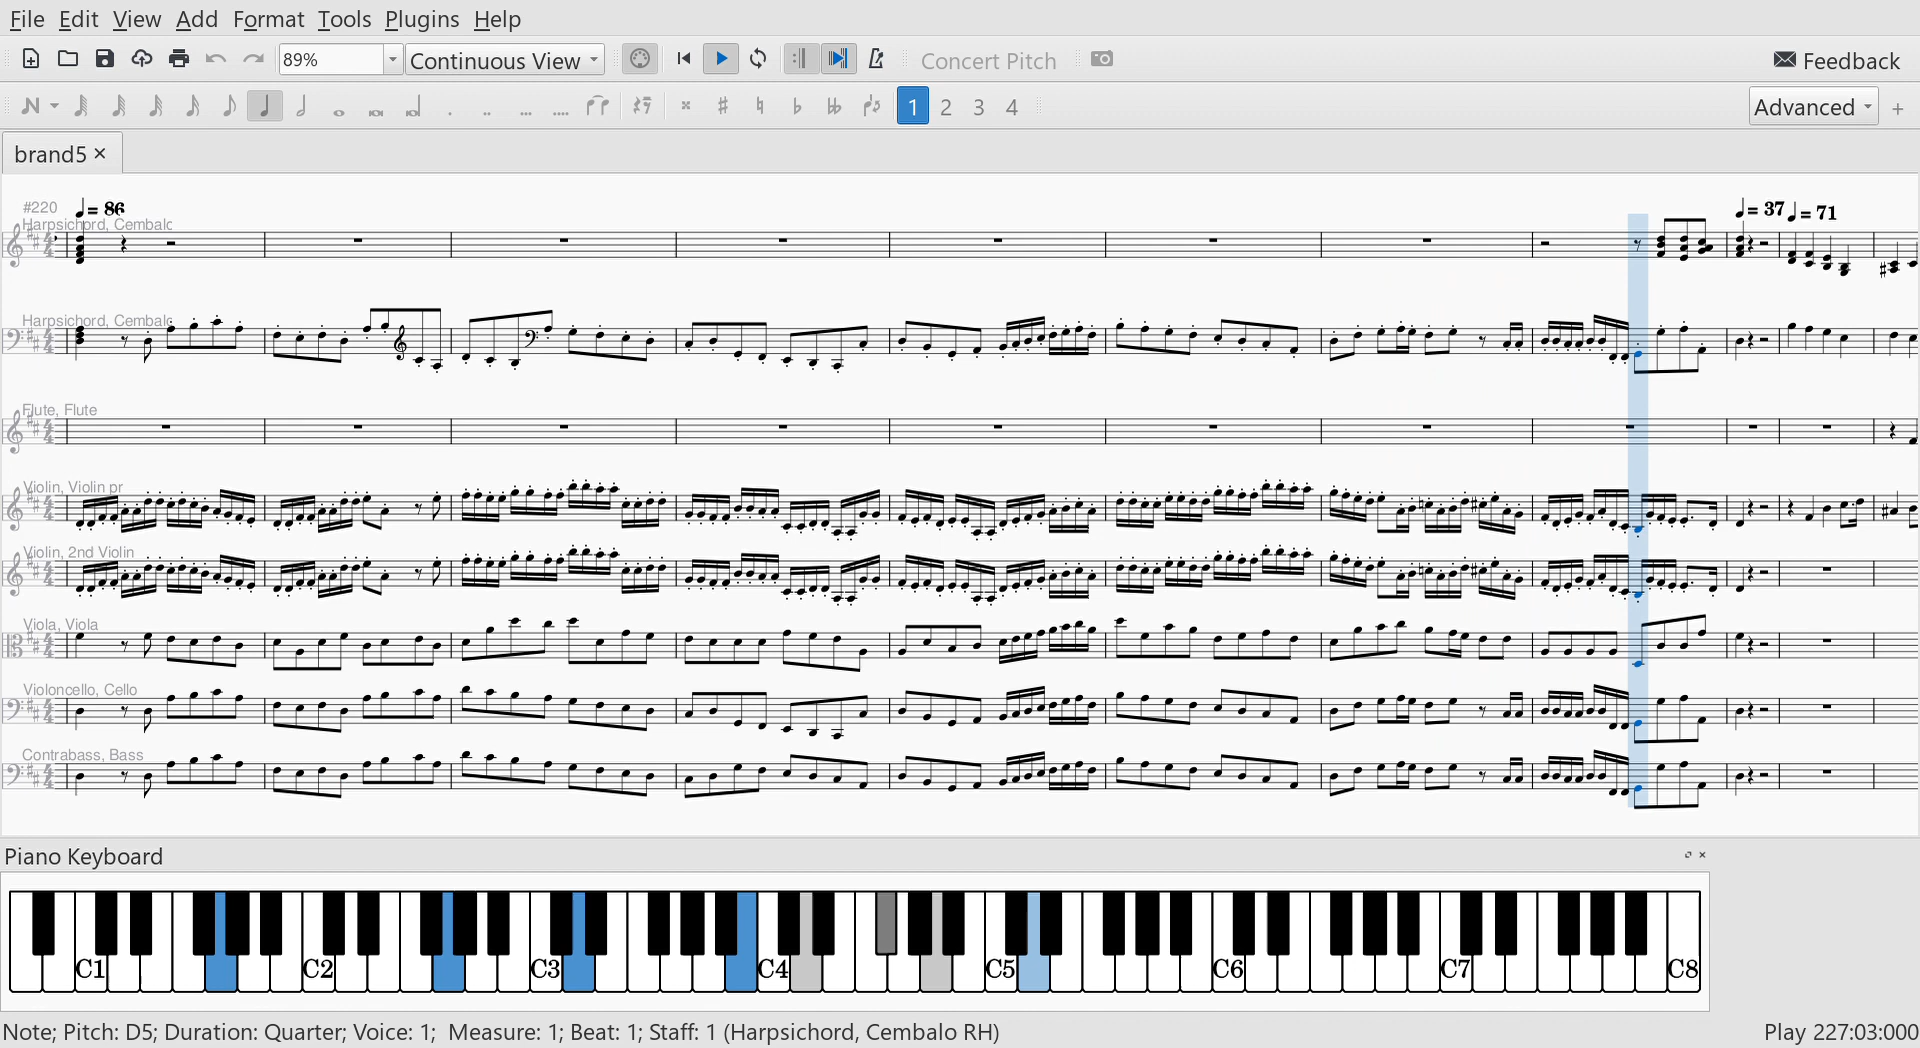 File Edit View Add Format Tools Plugins Help
89% Continuous View Concert Pitch Feedback
1 2 3 4 Advanced +
brand5 ×
#220 = 86 = 37 = 71
Harpsichord, Cembalc
Harpsichord, Cembalc
Flute, Flute
Violin, Violin pr
Violin, 2nd Violin
Viola, Viola
Violoncello, Cello
Contrabass, Bass
Piano Keyboard
C1 C2 C3 C4 C5 C6 C7 C8
Note; Pitch: D5; Duration: Quarter; Voice: 1; Measure: 1; Beat: 1; Staff: 1 (Harpsichord, Cembalo RH) Play 227:03:000